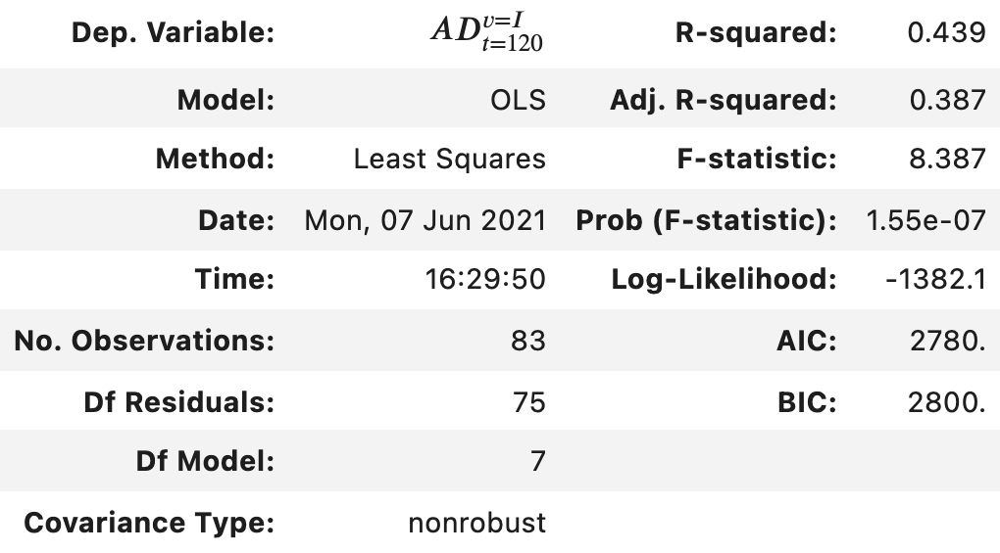 Dep. Variable: $AD_{t=120}^{v=I}$ R-squared: 0.439
Model: OLS Adj. R-squared: 0.387
Method: Least Squares F-statistic: 8.387
Date: Mon, 07 Jun 2021 Prob (F-statistic): 1.55e-07
Time: 16:29:50 Log-Likelihood: -1382.1
No. Observations: 83 AIC: 2780.
Df Residuals: 75 BIC: 2800.
Df Model: 7
Covariance Type: nonrobust